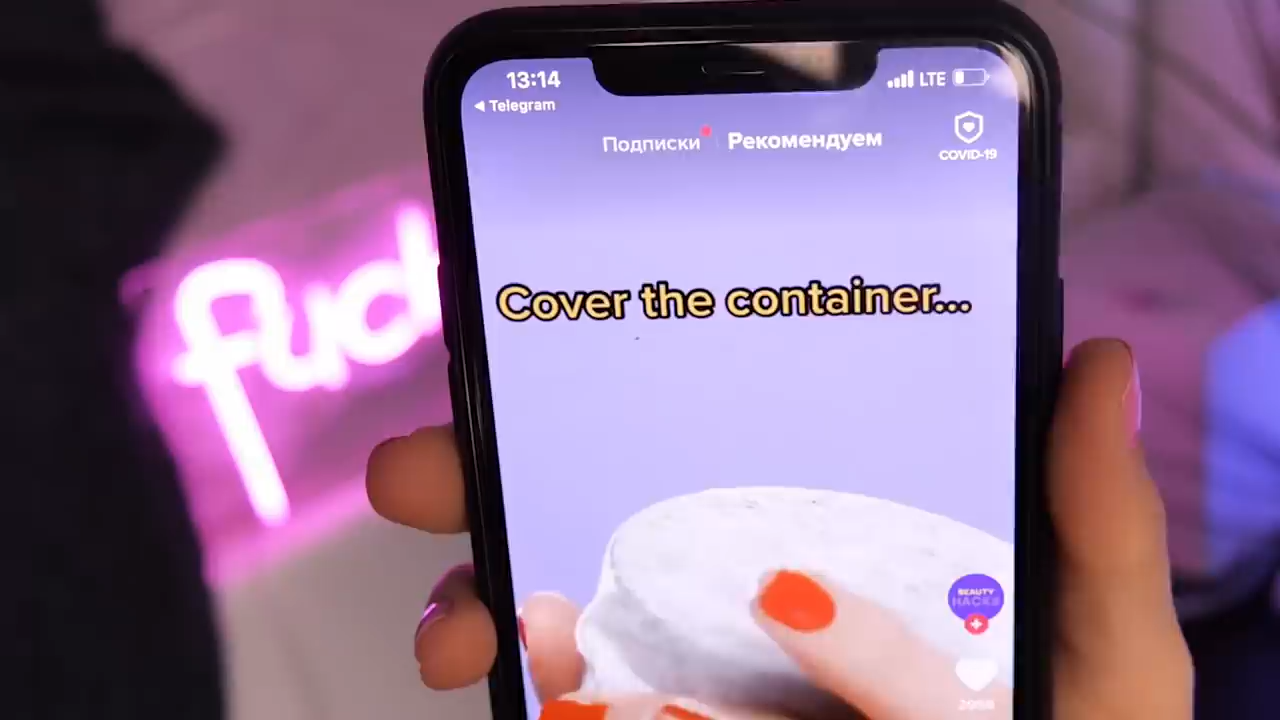 13:14
LTE
◀ Telegram
Подписки
Рекомендуем
COVID-19
Cover the container...
fuck
BEAUTY
HACKS